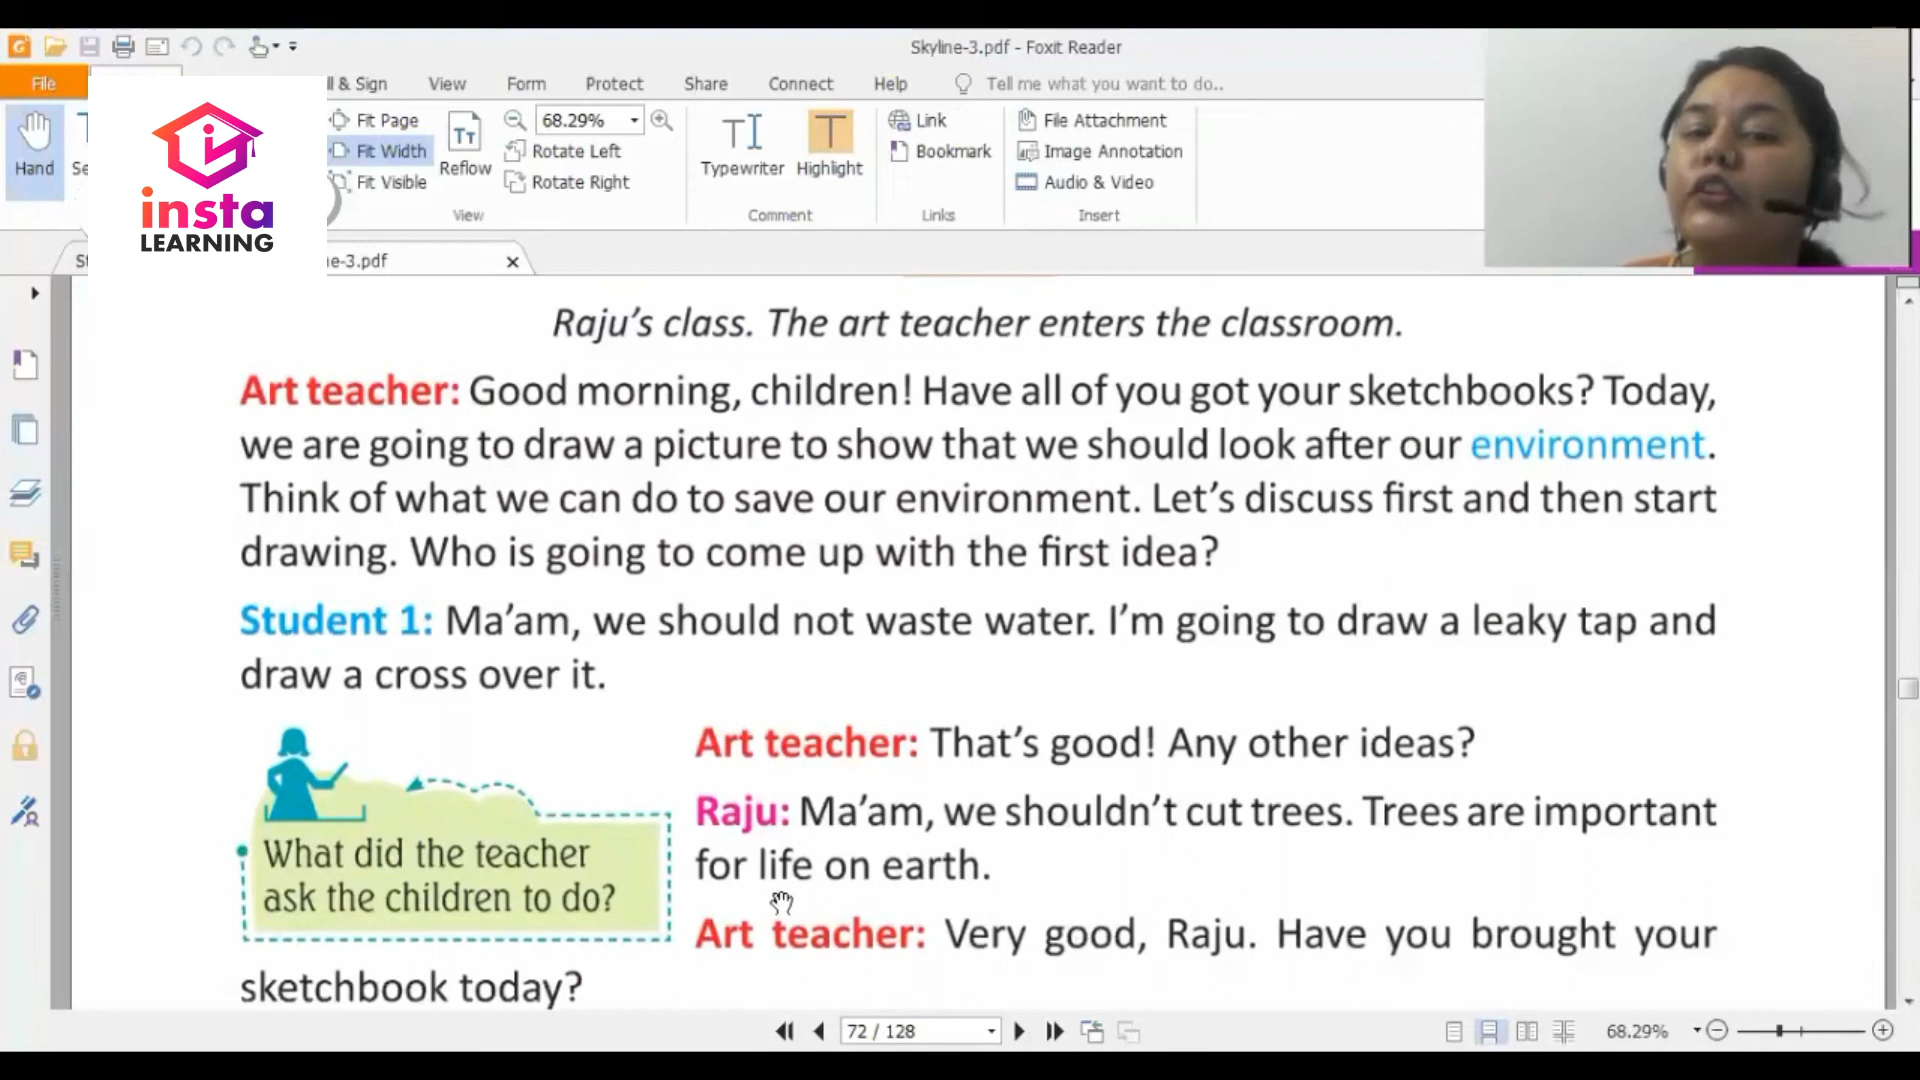 Skyline-3.pdf - Foxit Reader
File
ll & Sign
View
Form
Protect
Share
Connect
Help
Tell me what you want to do..
Hand
Fit Page
Fit Width
Fit Visible
Reflow
68.29%
Rotate Left
Rotate Right
View
Typewriter
Highlight
Comment
Link
Bookmark
Links
File Attachment
Image Annotation
Audio & Video
Insert
insta
LEARNING
e-3.pdf
Raju's class. The art teacher enters the classroom.
Art teacher: Good morning, children! Have all of you got your sketchbooks? Today,
we are going to draw a picture to show that we should look after our environment.
Think of what we can do to save our environment. Let's discuss first and then start
drawing. Who is going to come up with the first idea?
Student 1: Ma'am, we should not waste water. I'm going to draw a leaky tap and
draw a cross over it.
Art teacher: That's good! Any other ideas?
Raju: Ma'am, we shouldn't cut trees. Trees are important
for life on earth.
What did the teacher
ask the children to do?
Art teacher: Very good, Raju. Have you brought your
sketchbook today?
72 / 128
68.29%